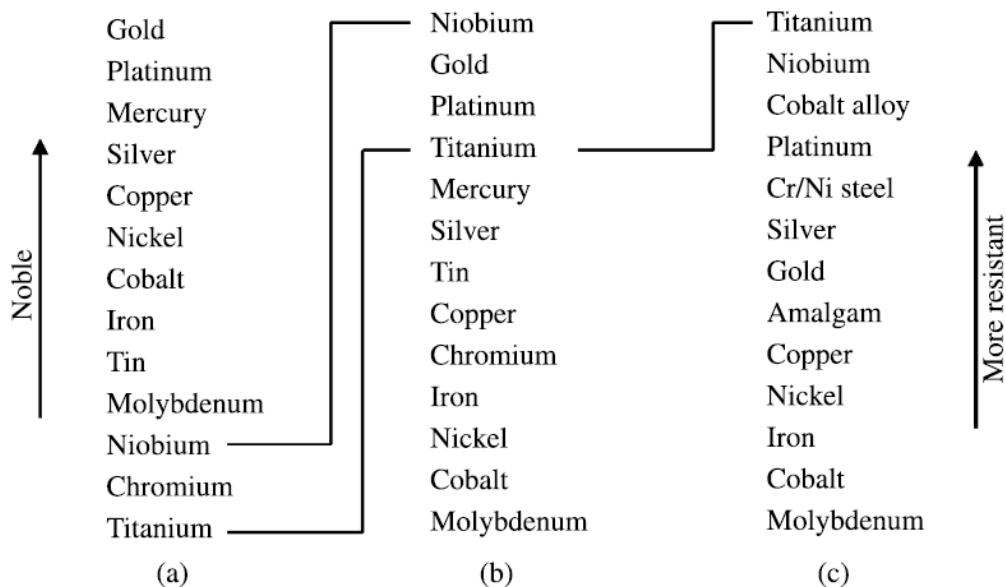 Noble
Gold
Platinum
Mercury
Silver
Copper
Nickel
Cobalt
Iron
Tin
Molybdenum
Niobium
Chromium
Titanium
(a)
Niobium
Gold
Platinum
Titanium
Mercury
Silver
Tin
Copper
Chromium
Iron
Nickel
Cobalt
Molybdenum
(b)
Titanium
Niobium
Cobalt alloy
Platinum
Cr/Ni steel
Silver
Gold
Amalgam
Copper
Nickel
Iron
Cobalt
Molybdenum
(c)
More resistant